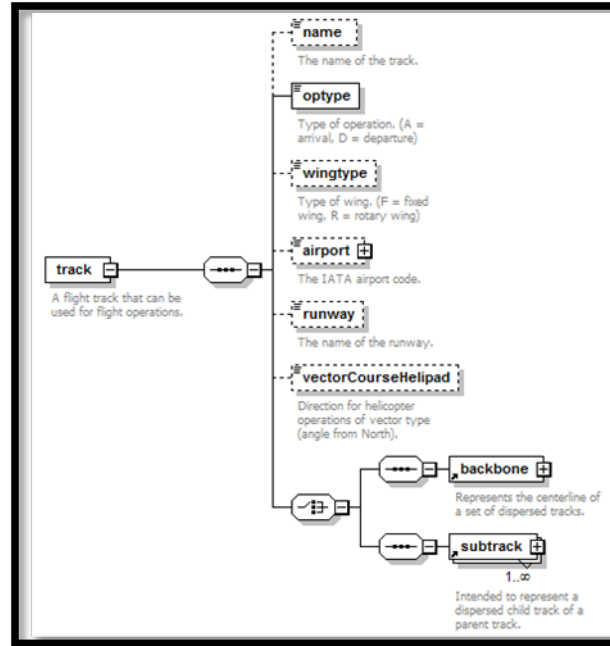 name
The name of the track.
optype
Type of operation. (A =
arrival, D = departure)
wingtype
Type of wing. (F = fixed
wing, R = rotary wing)
airport
The IATA airport code.
track
A flight track that can be
used for flight operations.
runway
The name of the runway.
vectorCourseHelipad
Direction for helicopter
operations of vector type
(angle from North).
backbone
Represents the centerline of
a set of dispersed tracks.
subtrack
1..∞
Intended to represent a
dispersed child track of a
parent track.